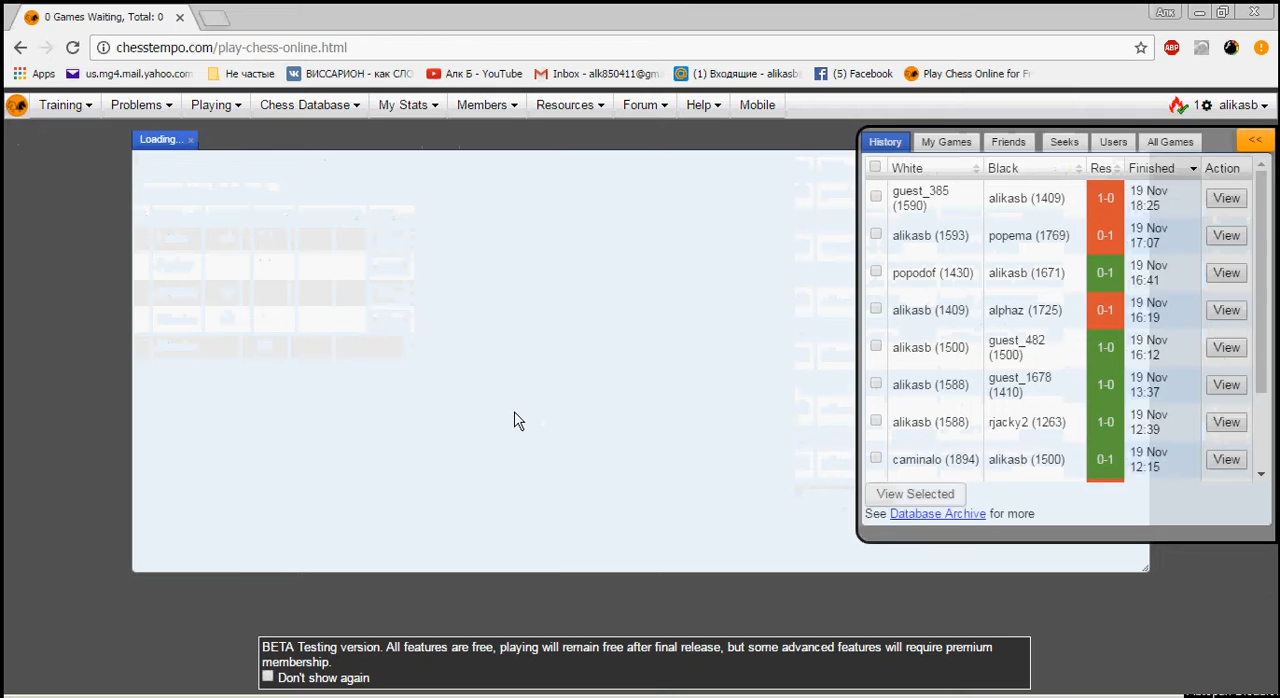 0 Games Waiting, Total: 0
Алк
chesstempo.com/play-chess-online.html
ABP
Apps us.mg4.mail.yahoo.com Не частые ВИССАРИОН - как СЛО Алк Б - YouTube Inbox - alk850411@gm (1) Входящие - alikasb (5) Facebook Play Chess Online for Fr
Training Problems Playing Chess Database My Stats Members Resources Forum Help Mobile 1 alikasb
Loading...
History My Games Friends Seeks Users All Games <<
White Black Res Finished Action
guest_385 (1590) alikasb (1409) 1-0 19 Nov 18:25 View
alikasb (1593) popema (1769) 0-1 19 Nov 17:07 View
popodof (1430) alikasb (1671) 0-1 19 Nov 16:41 View
alikasb (1409) alphaz (1725) 0-1 19 Nov 16:19 View
alikasb (1500) guest_482 (1500) 1-0 19 Nov 16:12 View
alikasb (1588) guest_1678 (1410) 1-0 19 Nov 13:37 View
alikasb (1588) rjacky2 (1263) 1-0 19 Nov 12:39 View
caminalo (1894) alikasb (1500) 0-1 19 Nov 12:15 View
View Selected
See Database Archive for more
BETA Testing version. All features are free, playing will remain free after final release, but some advanced features will require premium
membership.
Don't show again